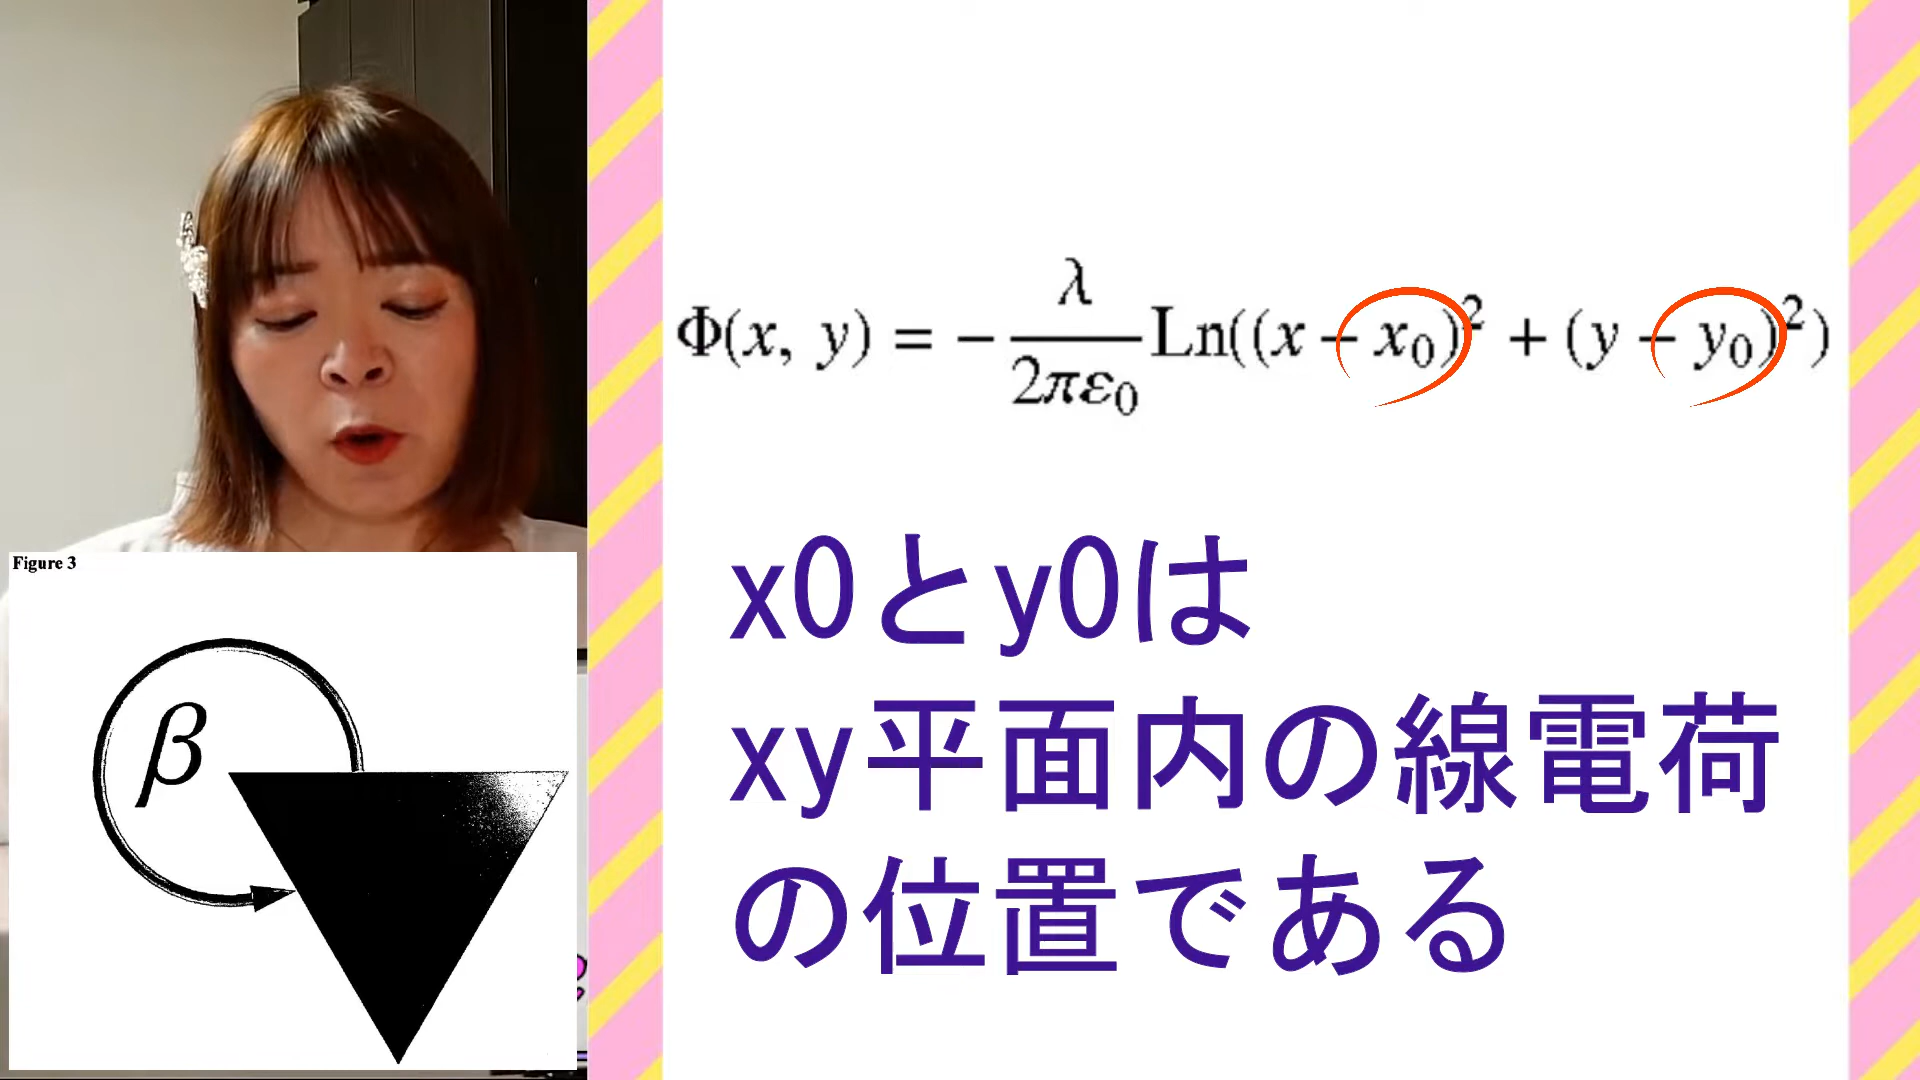 Φ(x, y) = − λ / 2πε₀ Ln((x − x₀)² + (y − y₀)²)
x0とy0は
xy平面内の線電荷
の位置である
Figure 3
β